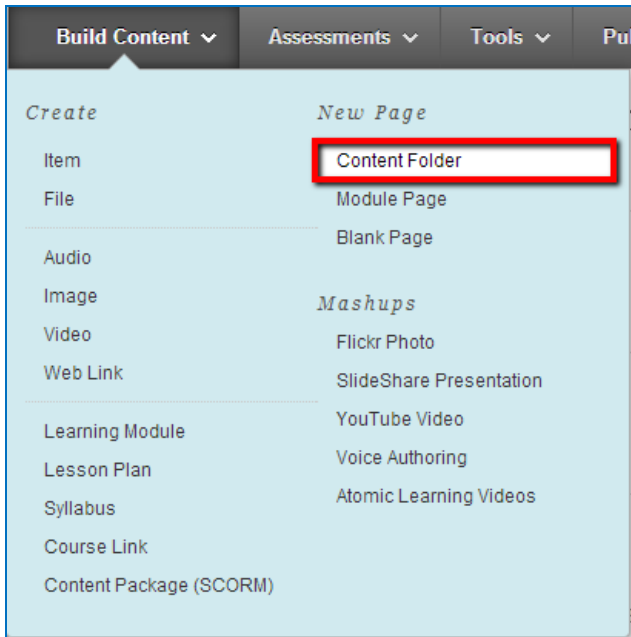 Build Content Assessments Tools
Create
Item
File
Audio
Image
Video
Web Link
Learning Module
Lesson Plan
Syllabus
Course Link
Content Package (SCORM)
New Page
Content Folder
Module Page
Blank Page
Mashups
Flickr Photo
SlideShare Presentation
YouTube Video
Voice Authoring
Atomic Learning Videos